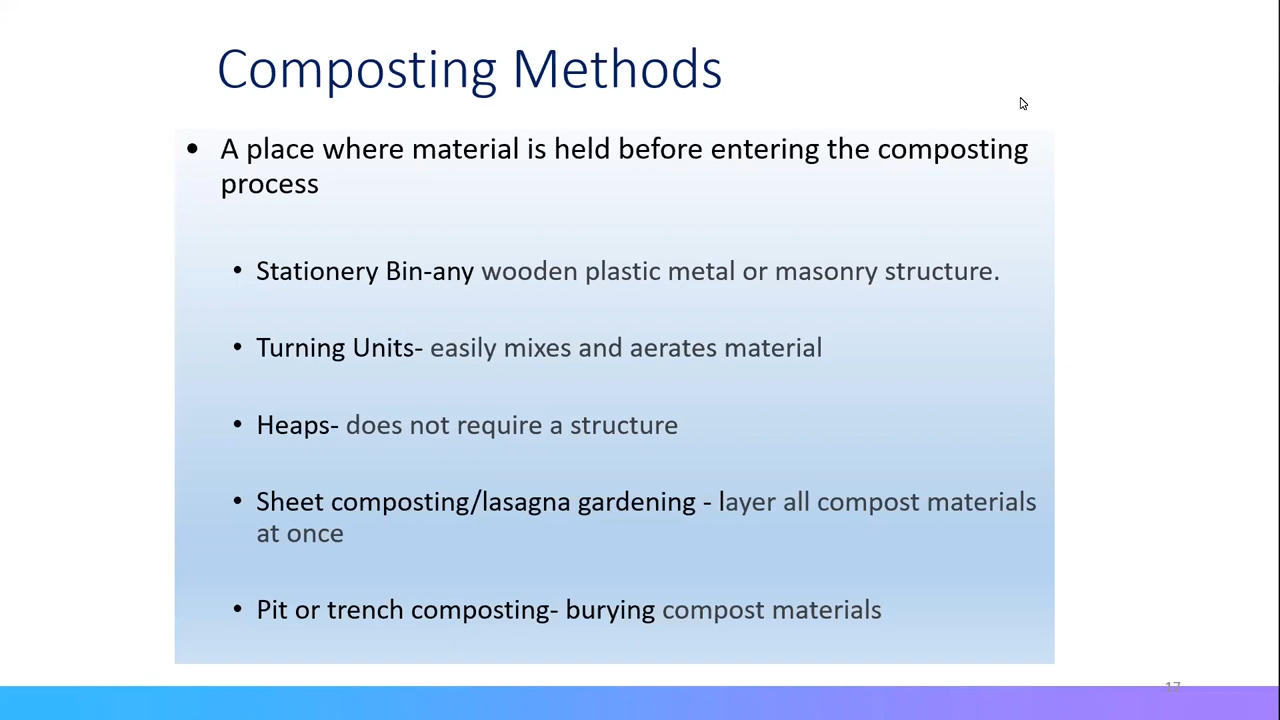 Composting Methods
• A place where material is held before entering the composting
process
• Stationery Bin-any wooden plastic metal or masonry structure.
• Turning Units- easily mixes and aerates material
• Heaps- does not require a structure
• Sheet composting/lasagna gardening - layer all compost materials
at once
• Pit or trench composting- burying compost materials
17